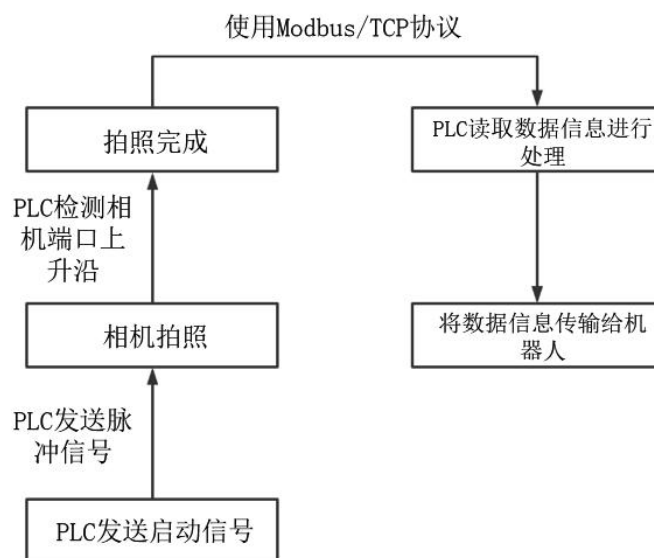 使用Modbus/TCP协议
拍照完成
PLC读取数据信息进行
处理
PLC检测相
机端口上
升沿
相机拍照
将数据信息传输给机
器人
PLC发送脉
冲信号
PLC发送启动信号